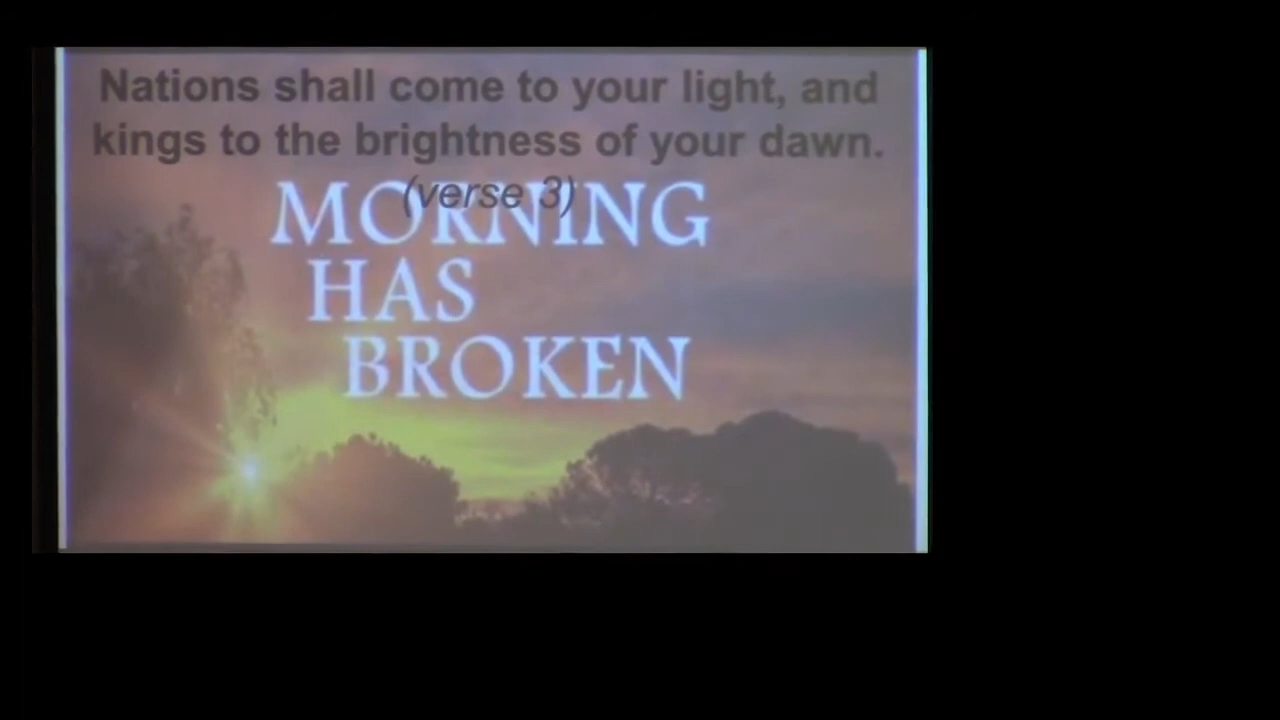 Nations shall come to your light, and
kings to the brightness of your dawn.
(verse 3)
MORNING
HAS
BROKEN